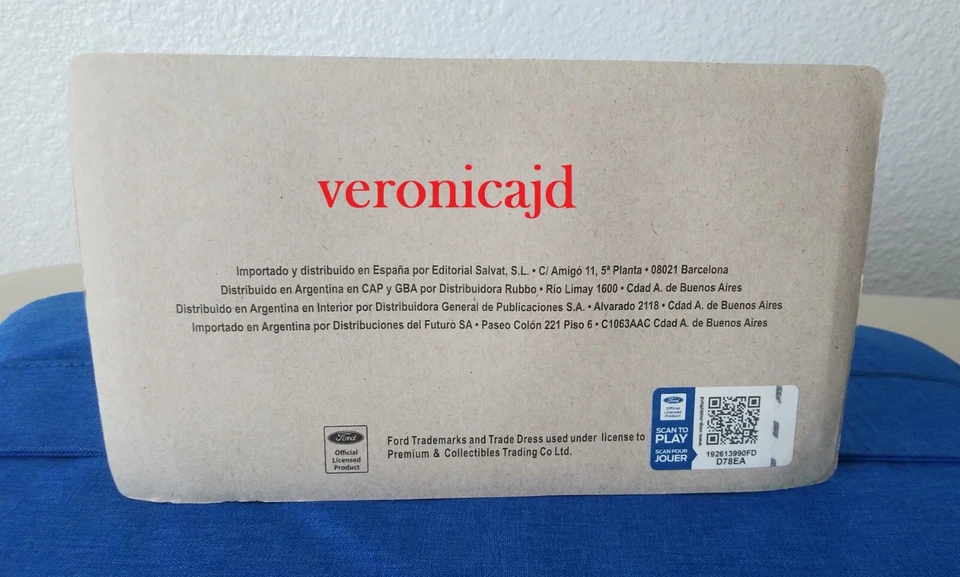 veronicajd
Importado y distribuido en España por Editorial Salvat, S.L. • C/ Amigó 11, 5ª Planta • 08021 Barcelona
Distribuido en Argentina en CAP y GBA por Distribuidora Rubbo • Río Limay 1600 • Cdad A. de Buenos Aires
Distribuido en Argentina en Interior por Distribuidora General de Publicaciones S.A. • Alvarado 2118 • Cdad A. de Buenos Aires
Importado en Argentina por Distribuciones del Futuro SA • Paseo Colón 221 Piso 6 • C1063AAC Cdad A. de Buenos Aires
Ford
Official
Licensed
Product
Ford Trademarks and Trade Dress used under license to
Premium & Collectibles Trading Co Ltd.
Ford
Official
Licensed
Product
SCAN TO
PLAY
SCAN POUR
JOUER
192613990FD
D78EA